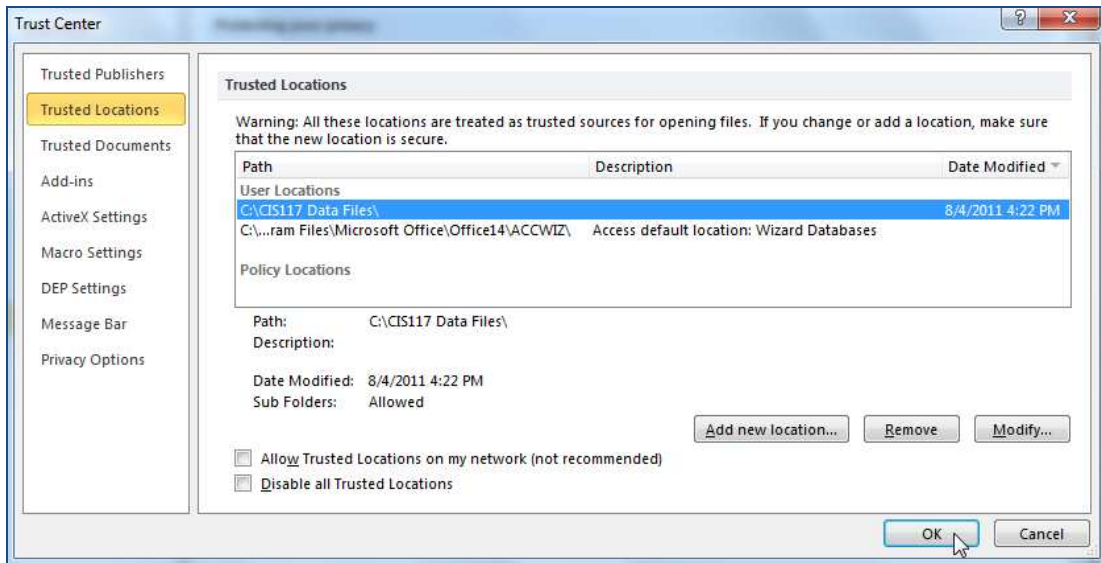 Trust Center
Trusted Publishers
Trusted Locations
Trusted Documents
Add-ins
ActiveX Settings
Macro Settings
DEP Settings
Message Bar
Privacy Options
Trusted Locations
Warning: All these locations are treated as trusted sources for opening files. If you change or add a location, make sure
that the new location is secure.
Path Description Date Modified
User Locations
C:\CIS117 Data Files\ 8/4/2011 4:22 PM
C:\...ram Files\Microsoft Office\Office14\ACCWIZ\ Access default location: Wizard Databases
Policy Locations
Path: C:\CIS117 Data Files\
Description:
Date Modified: 8/4/2011 4:22 PM
Sub Folders: Allowed
Add new location... Remove Modify...
Allow Trusted Locations on my network (not recommended)
Disable all Trusted Locations
OK Cancel